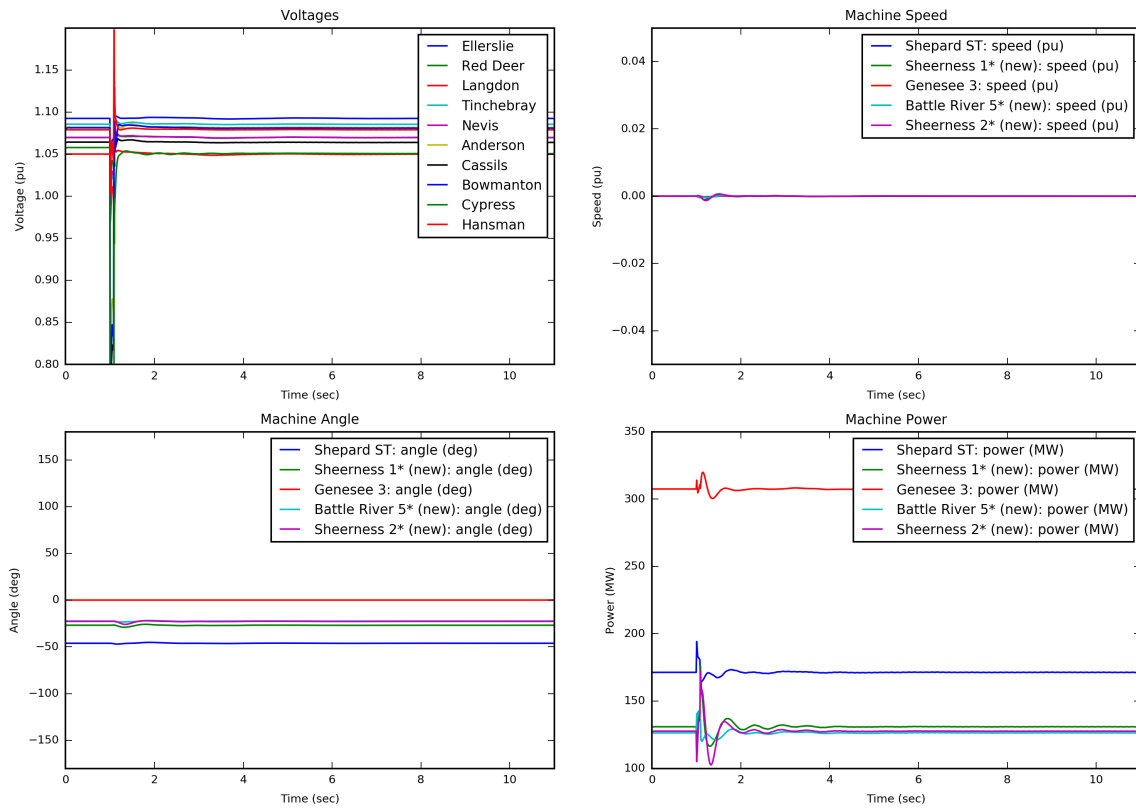 Voltages
1.15
1.10
1.05
1.00
0.95
0.90
0.85
0.80
Voltage (pu)
0
2
4
6
8
10
Time (sec)
Ellerslie
Red Deer
Langdon
Tinchebray
Nevis
Anderson
Cassils
Bowmanton
Cypress
Hansman
Machine Speed
0.04
0.02
0.00
−0.02
−0.04
Speed (pu)
0
2
4
6
8
10
Time (sec)
Shepard ST: speed (pu)
Sheerness 1* (new): speed (pu)
Genesee 3: speed (pu)
Battle River 5* (new): speed (pu)
Sheerness 2* (new): speed (pu)
Machine Angle
150
100
50
0
−50
−100
−150
Angle (deg)
0
2
4
6
8
10
Time (sec)
Shepard ST: angle (deg)
Sheerness 1* (new): angle (deg)
Genesee 3: angle (deg)
Battle River 5* (new): angle (deg)
Sheerness 2* (new): angle (deg)
Machine Power
350
300
250
200
150
100
Power (MW)
0
2
4
6
8
10
Time (sec)
Shepard ST: power (MW)
Sheerness 1* (new): power (MW)
Genesee 3: power (MW)
Battle River 5* (new): power (MW)
Sheerness 2* (new): power (MW)